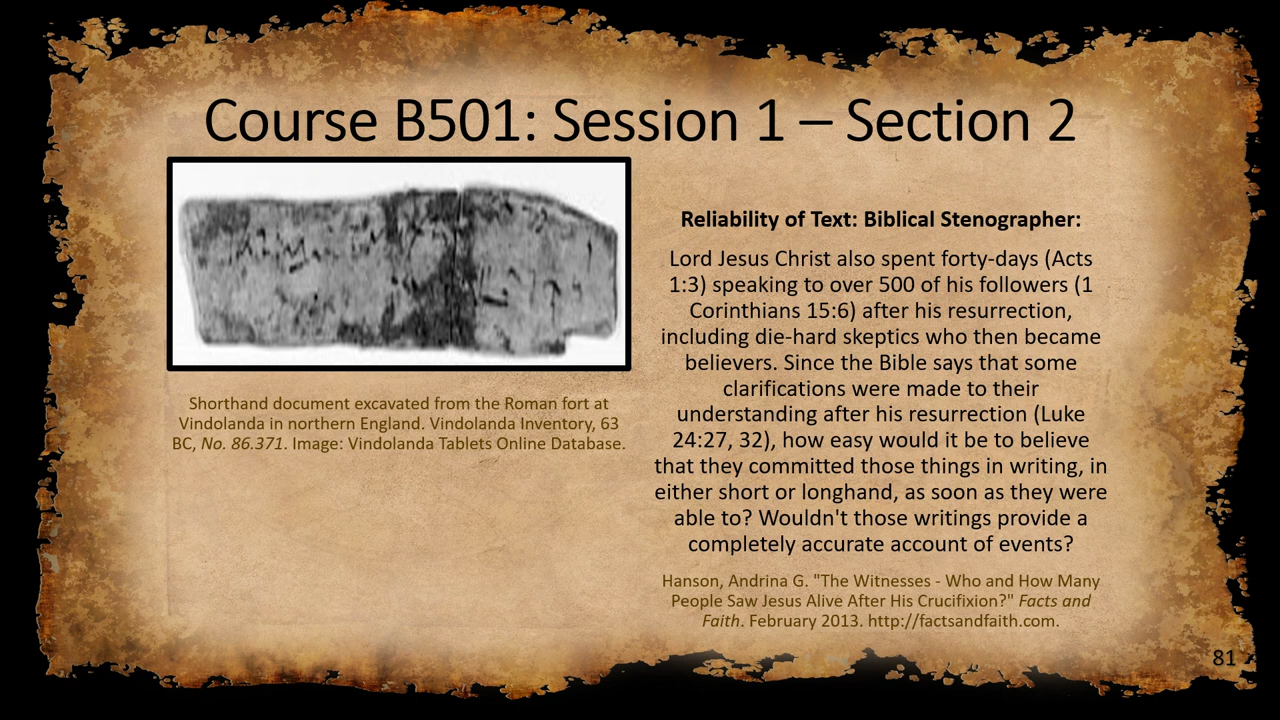 Course B501: Session 1 – Section 2
Shorthand document excavated from the Roman fort at
Vindolanda in northern England. Vindolanda Inventory, 63
BC, No. 86.371. Image: Vindolanda Tablets Online Database.
Reliability of Text: Biblical Stenographer:
Lord Jesus Christ also spent forty-days (Acts
1:3) speaking to over 500 of his followers (1
Corinthians 15:6) after his resurrection,
including die-hard skeptics who then became
believers. Since the Bible says that some
clarifications were made to their
understanding after his resurrection (Luke
24:27, 32), how easy would it be to believe
that they committed those things in writing, in
either short or longhand, as soon as they were
able to? Wouldn't those writings provide a
completely accurate account of events?
Hanson, Andrina G. "The Witnesses - Who and How Many
People Saw Jesus Alive After His Crucifixion?" Facts and
Faith. February 2013. http://factsandfaith.com.
81